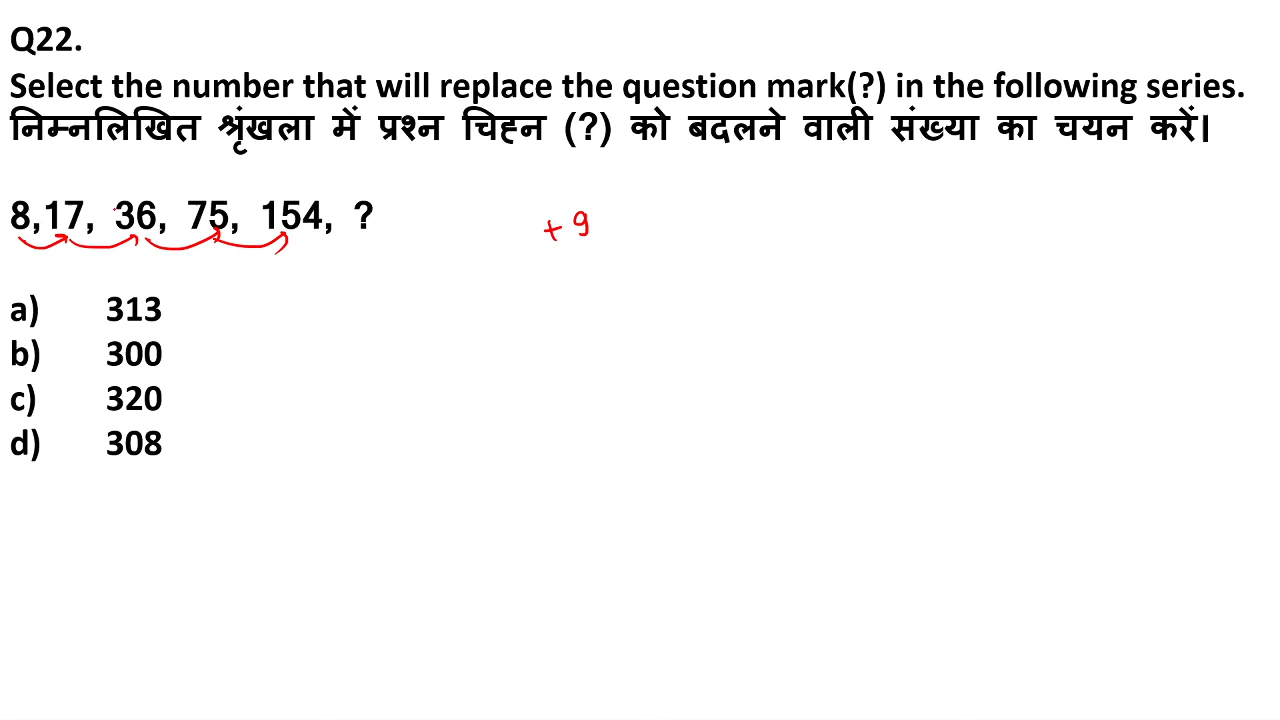 Q22.
Select the number that will replace the question mark(?) in the following series.
निम्नलिखित श्रृंखला में प्रश्न चिह्न (?) को बदलने वाली संख्या का चयन करें।
8,17, 36, 75, 154, ?
+ 9
a) 313
b) 300
c) 320
d) 308